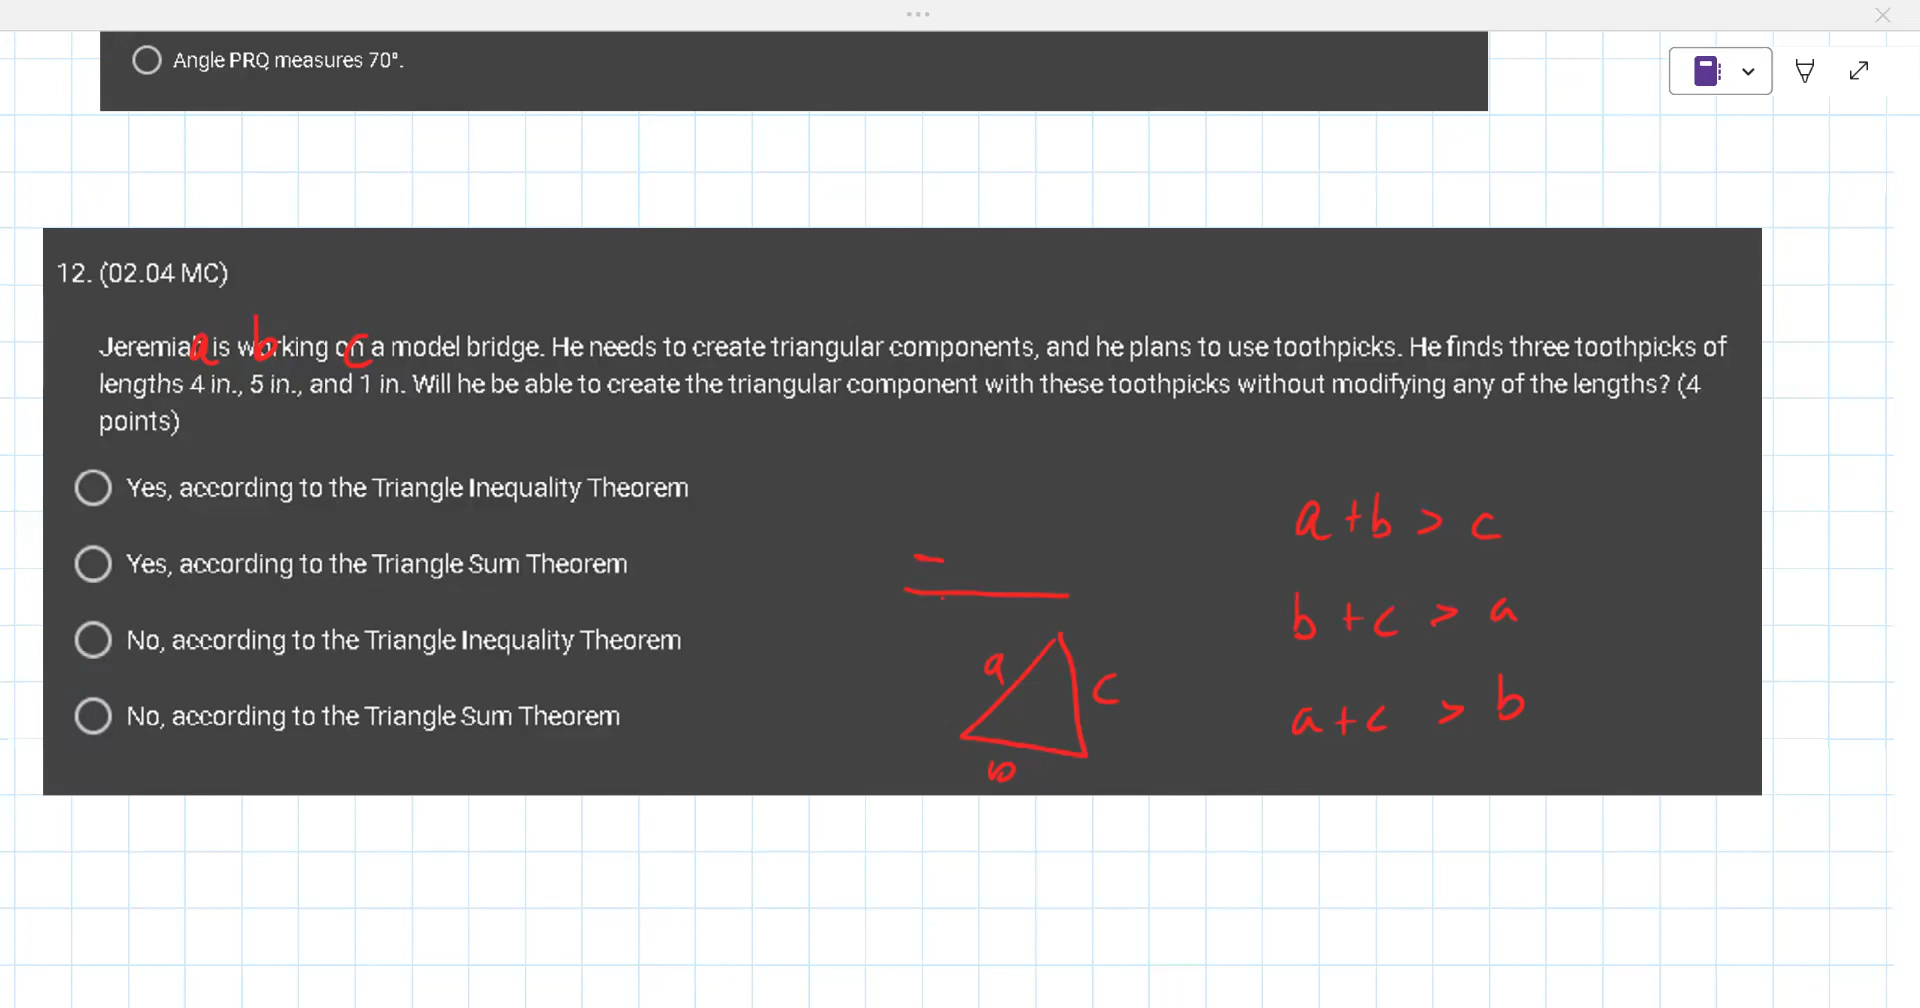 Angle PRQ measures 70°.
12. (02.04 MC)
a b c
Jeremiah is working on a model bridge. He needs to create triangular components, and he plans to use toothpicks. He finds three toothpicks of
lengths 4 in., 5 in., and 1 in. Will he be able to create the triangular component with these toothpicks without modifying any of the lengths? (4
points)
Yes, according to the Triangle Inequality Theorem
Yes, according to the Triangle Sum Theorem
No, according to the Triangle Inequality Theorem
No, according to the Triangle Sum Theorem
a
c
b
a + b > c
b + c > a
a + c > b